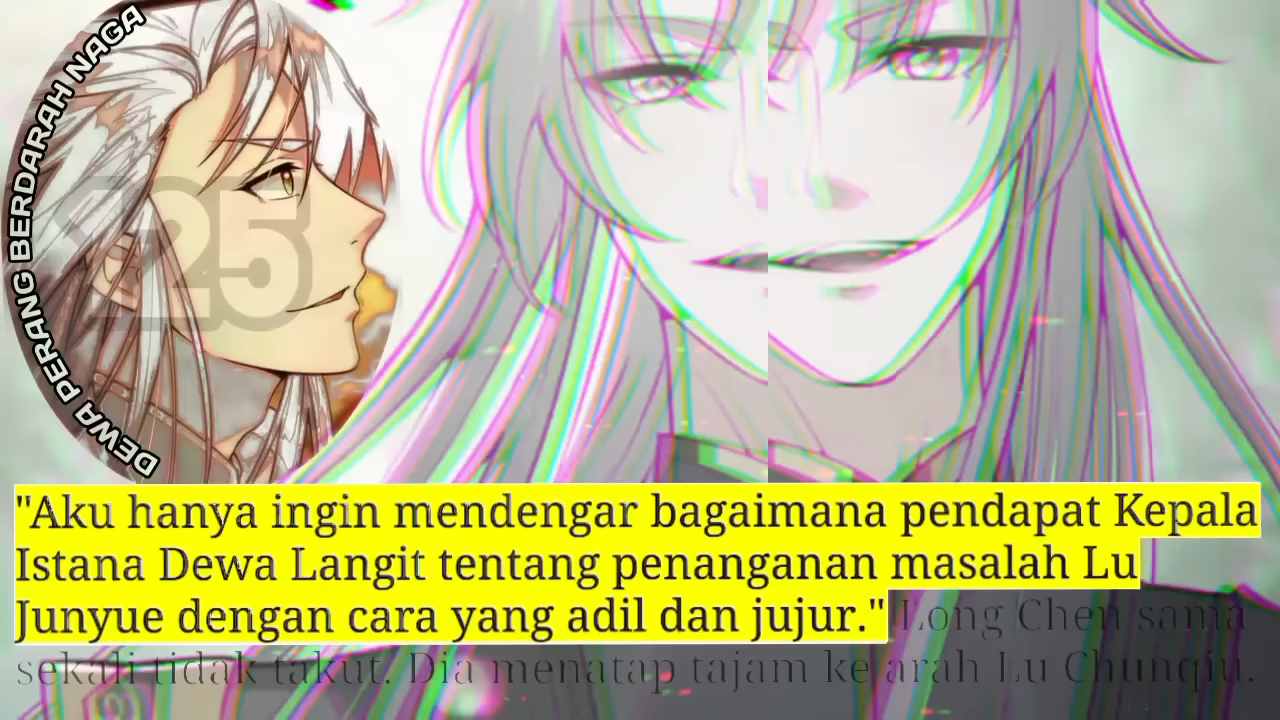 DEWA PERANG BERDARAH NAGA
125
"Aku hanya ingin mendengar bagaimana pendapat Kepala
Istana Dewa Langit tentang penanganan masalah Lu
Junyue dengan cara yang adil dan jujur." Long Chen sama
sekali tidak takut. Dia menatap tajam ke arah Lu Chunqiu.